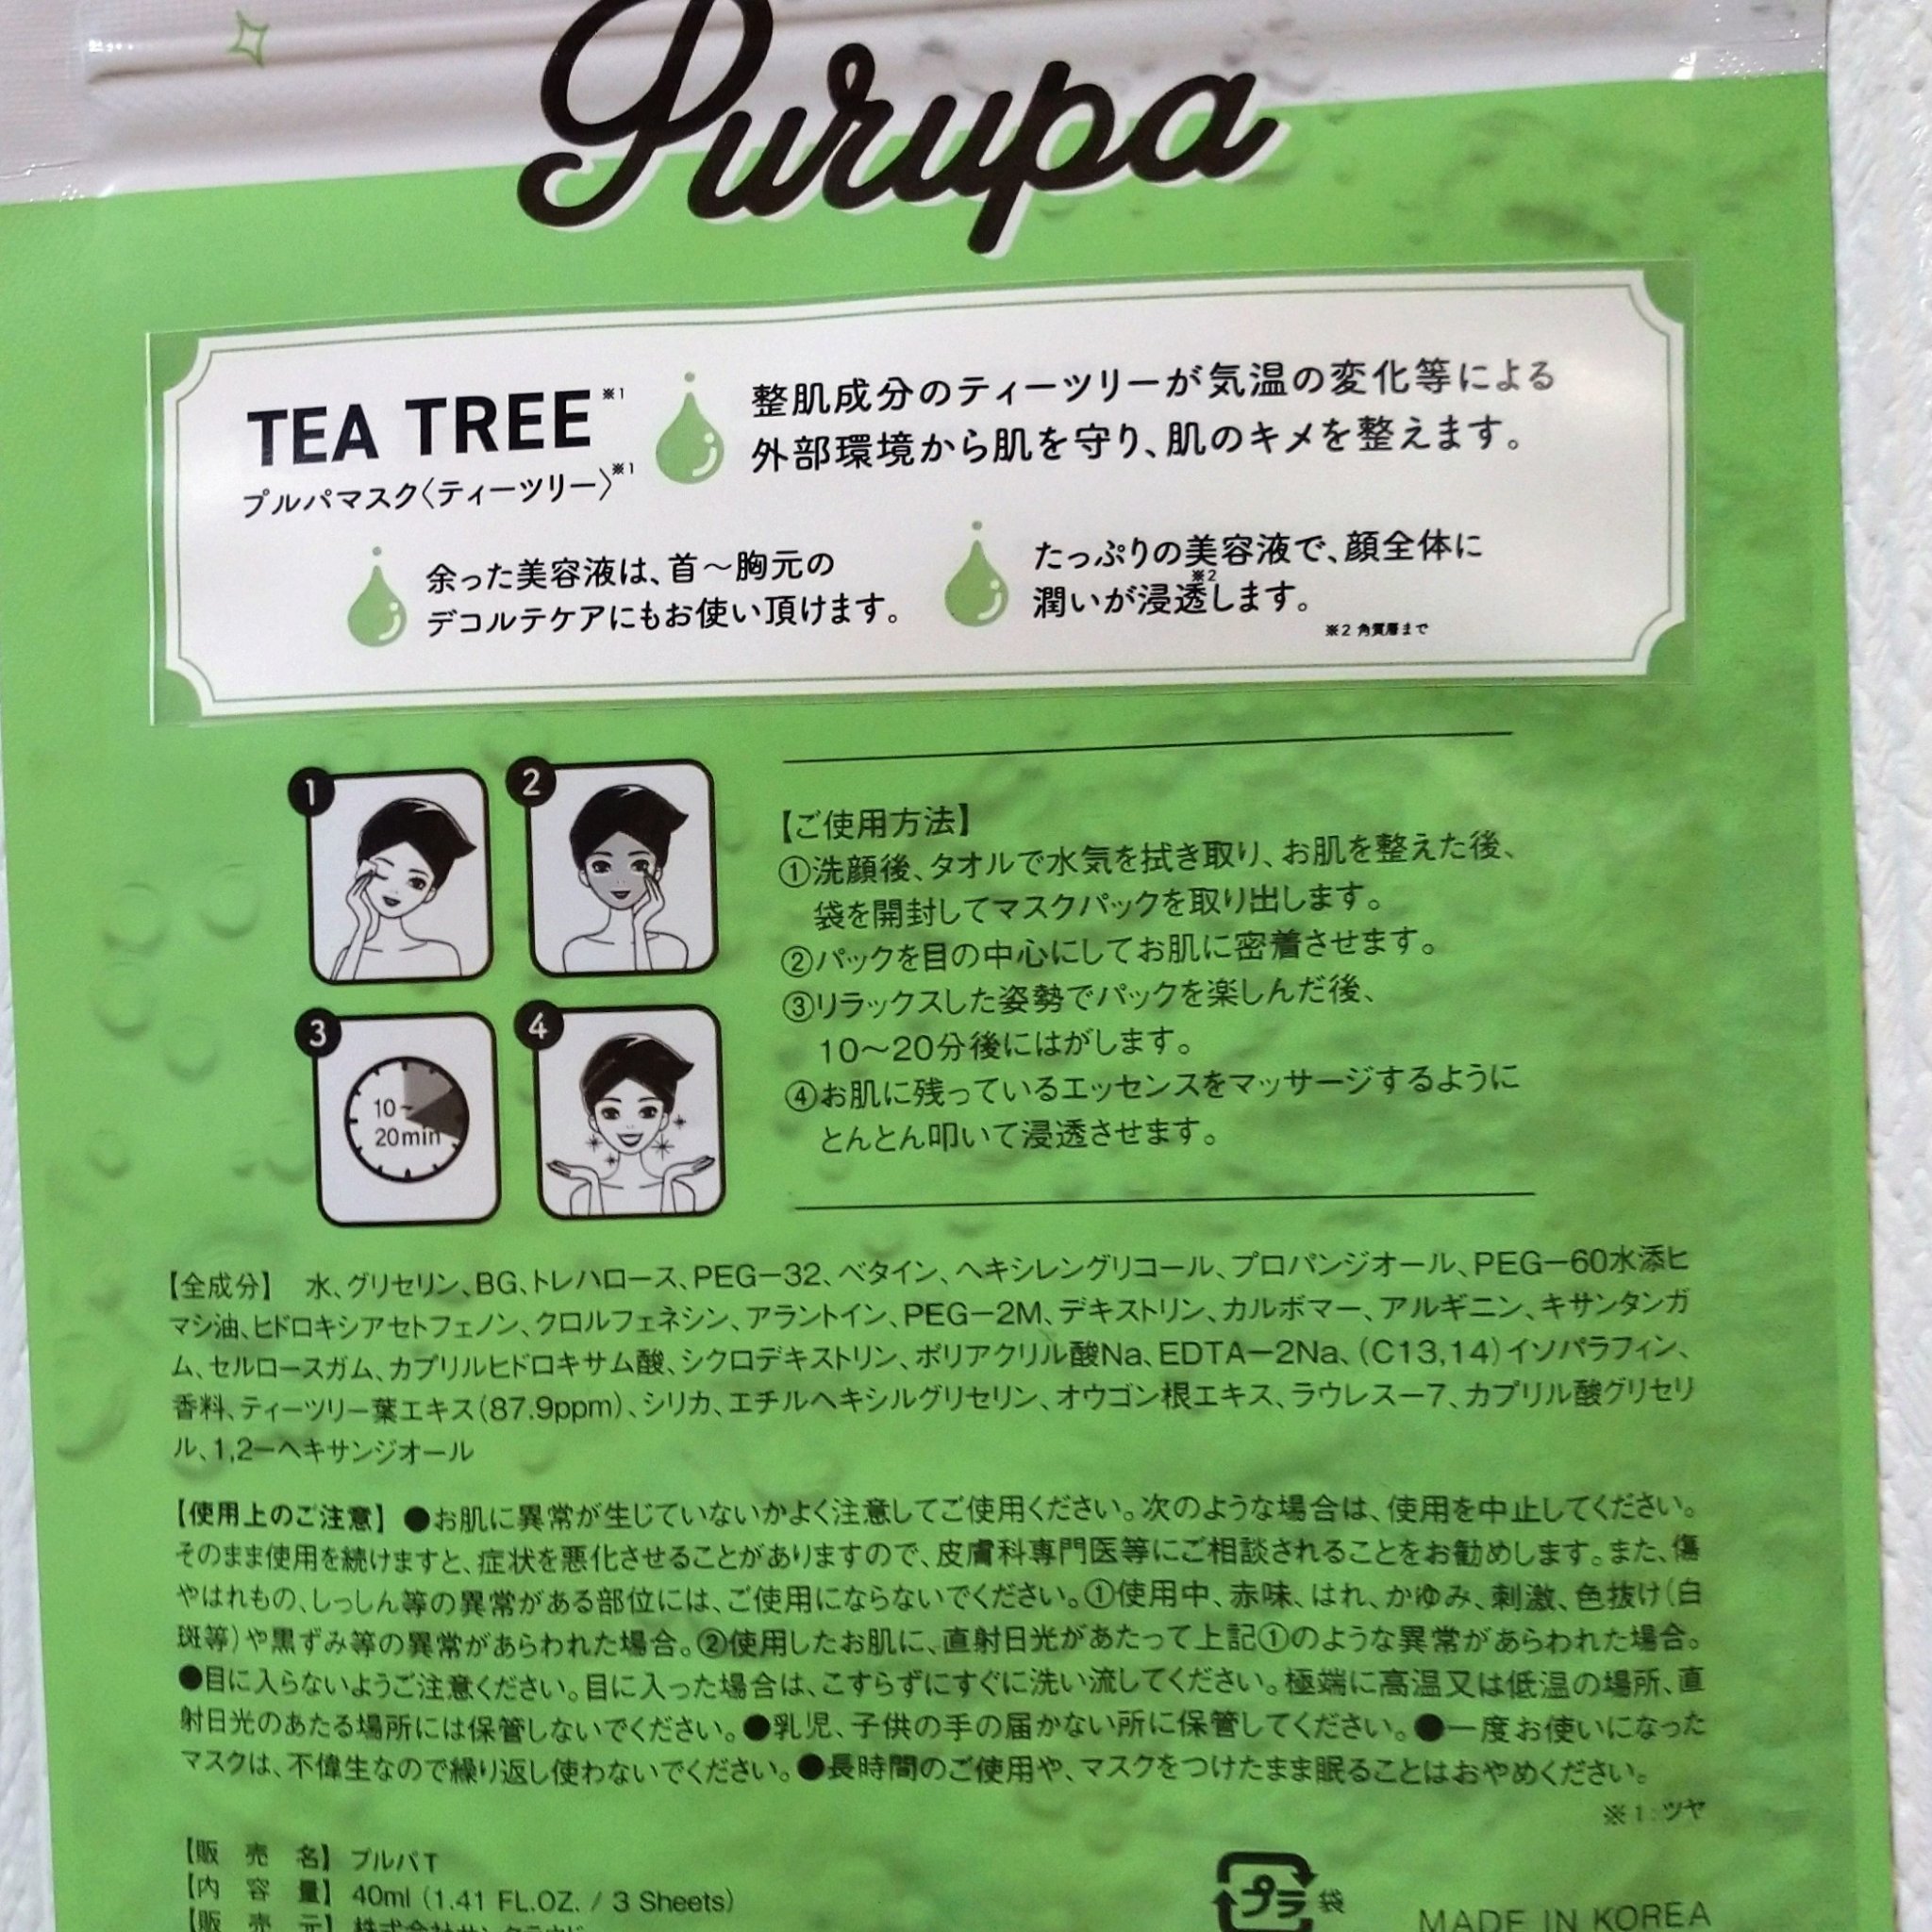 Purupa
TEA TREE※1
プルパマスク〈ティーツリー〉※1
整肌成分のティーツリーが気温の変化等による
外部環境から肌を守り、肌のキメを整えます。
余った美容液は、首〜胸元の
デコルテケアにもお使い頂けます。
たっぷりの美容液で、顔全体に
潤いが浸透※2します。
※2 角質層まで
1
2
3
10-
20min
4
【ご使用方法】
①洗顔後、タオルで水気を拭き取り、お肌を整えた後、
袋を開封してマスクパックを取り出します。
②パックを目の中心にしてお肌に密着させます。
③リラックスした姿勢でパックを楽しんだ後、
10〜20分後にはがします。
④お肌に残っているエッセンスをマッサージするように
とんとん叩いて浸透させます。
【全成分】 水、グリセリン、BG、トレハロース、PEG－32、ベタイン、ヘキシレングリコール、プロパンジオール、PEG－60水添ヒ
マシ油、ヒドロキシアセトフェノン、クロルフェネシン、アラントイン、PEG－2M、デキストリン、カルボマー、アルギニン、キサンタンガ
ム、セルロースガム、カプリルヒドロキサム酸、シクロデキストリン、ポリアクリル酸Na、EDTA－2Na、(C13,14)イソパラフィン、
香料、ティーツリー葉エキス(87.9ppm)、シリカ、エチルヘキシルグリセリン、オウゴン根エキス、ラウレス－7、カプリル酸グリセリ
ル、1,2－ヘキサンジオール
【使用上のご注意】●お肌に異常が生じていないかよく注意してご使用ください。次のような場合は、使用を中止してください。
そのまま使用を続けますと、症状を悪化させることがありますので、皮膚科専門医等にご相談されることをお勧めします。また、傷
やはれもの、しっしん等の異常がある部位には、ご使用にならないでください。①使用中、赤味、はれ、かゆみ、刺激、色抜け(白
斑等)や黒ずみ等の異常があらわれた場合。②使用したお肌に、直射日光があたって上記①のような異常があらわれた場合。
●目に入らないようご注意ください。目に入った場合は、こすらずにすぐに洗い流してください。極端に高温又は低温の場所、直
射日光のあたる場所には保管しないでください。●乳児、子供の手の届かない所に保管してください。●一度お使いになった
マスクは、不偉生なので繰り返し使わないでください。●長時間のご使用や、マスクをつけたまま眠ることはおやめください。
※1：ツヤ
【販 売 名】 プルパT
【内 容 量】 40ml (1.41 FL.OZ. / 3 Sheets)
【販 売 元】 株式会社サンクラウド
プラ 袋
MADE IN KOREA